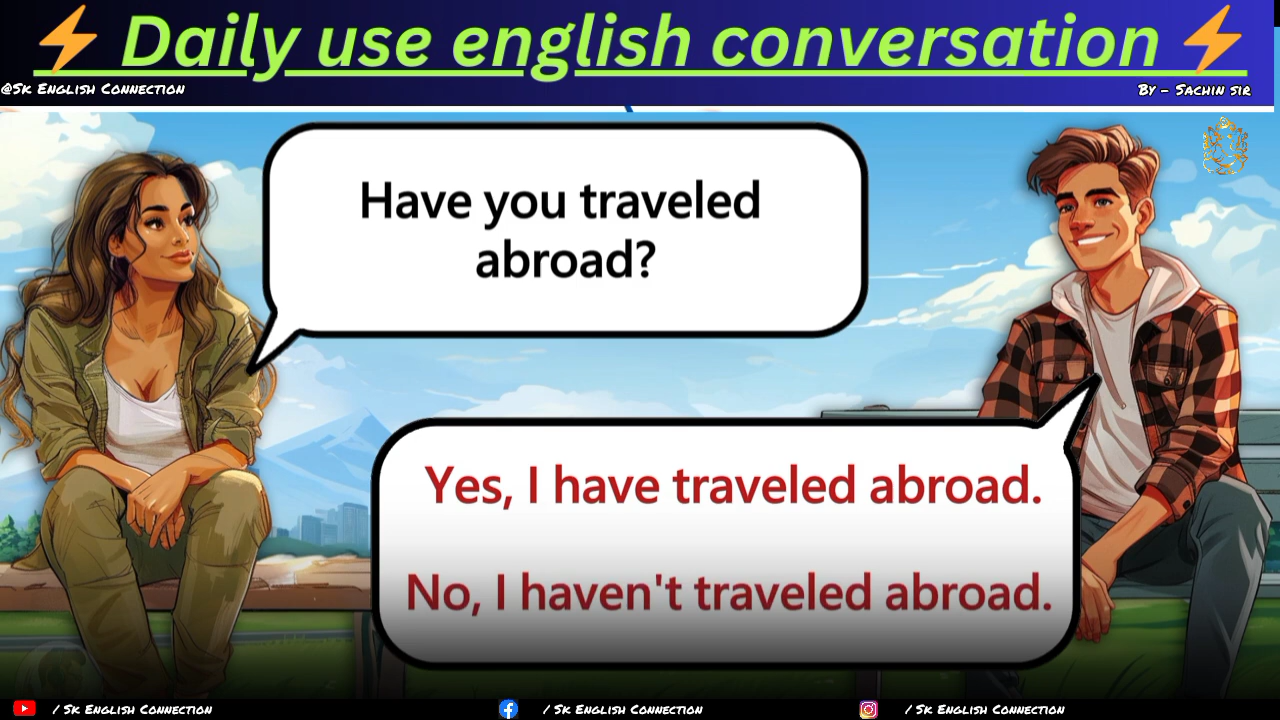 ⚡ Daily use english conversation ⚡
@Sk English Connection
By - Sachin sir
Have you traveled
abroad?
Yes, I have traveled abroad.
No, I haven't traveled abroad.
/ Sk English Connection
/ Sk English Connection
/ Sk English Connection